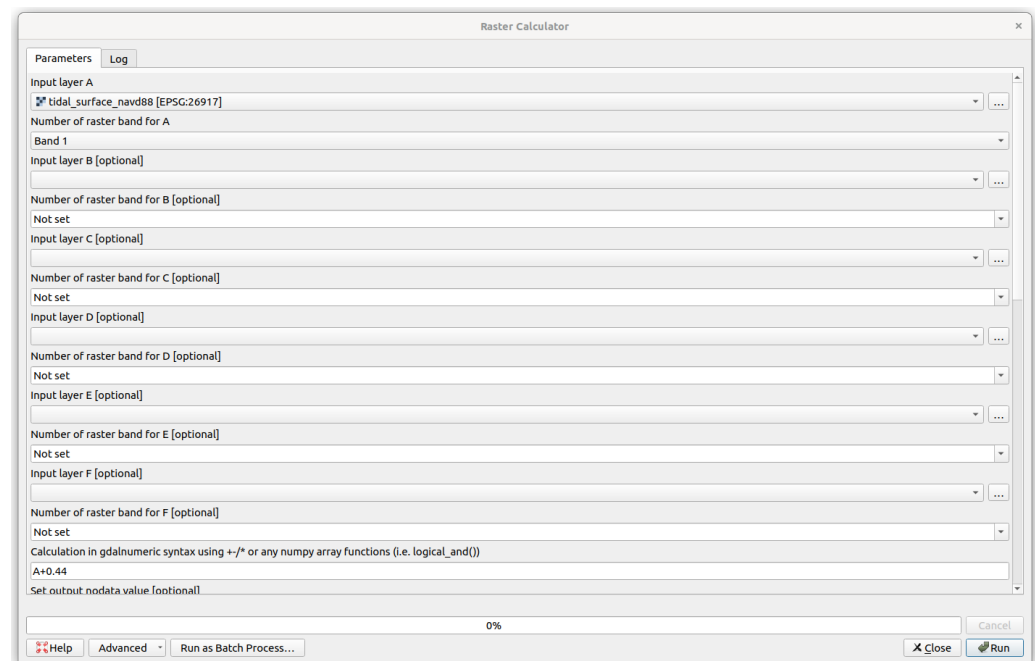 Raster Calculator
Parameters Log
Input layer A
tidal_surface_navd88 [EPSG:26917] ...
Number of raster band for A
Band 1
Input layer B [optional]
...
Number of raster band for B [optional]
Not set
Input layer C [optional]
...
Number of raster band for C [optional]
Not set
Input layer D [optional]
...
Number of raster band for D [optional]
Not set
Input layer E [optional]
...
Number of raster band for E [optional]
Not set
Input layer F [optional]
...
Number of raster band for F [optional]
Not set
Calculation in gdalnumeric syntax using +-/* or any numpy array functions (i.e. logical_and())
A+0.44
Set output nodata value [optional]
0% Cancel
Help Advanced Run as Batch Process... Close Run